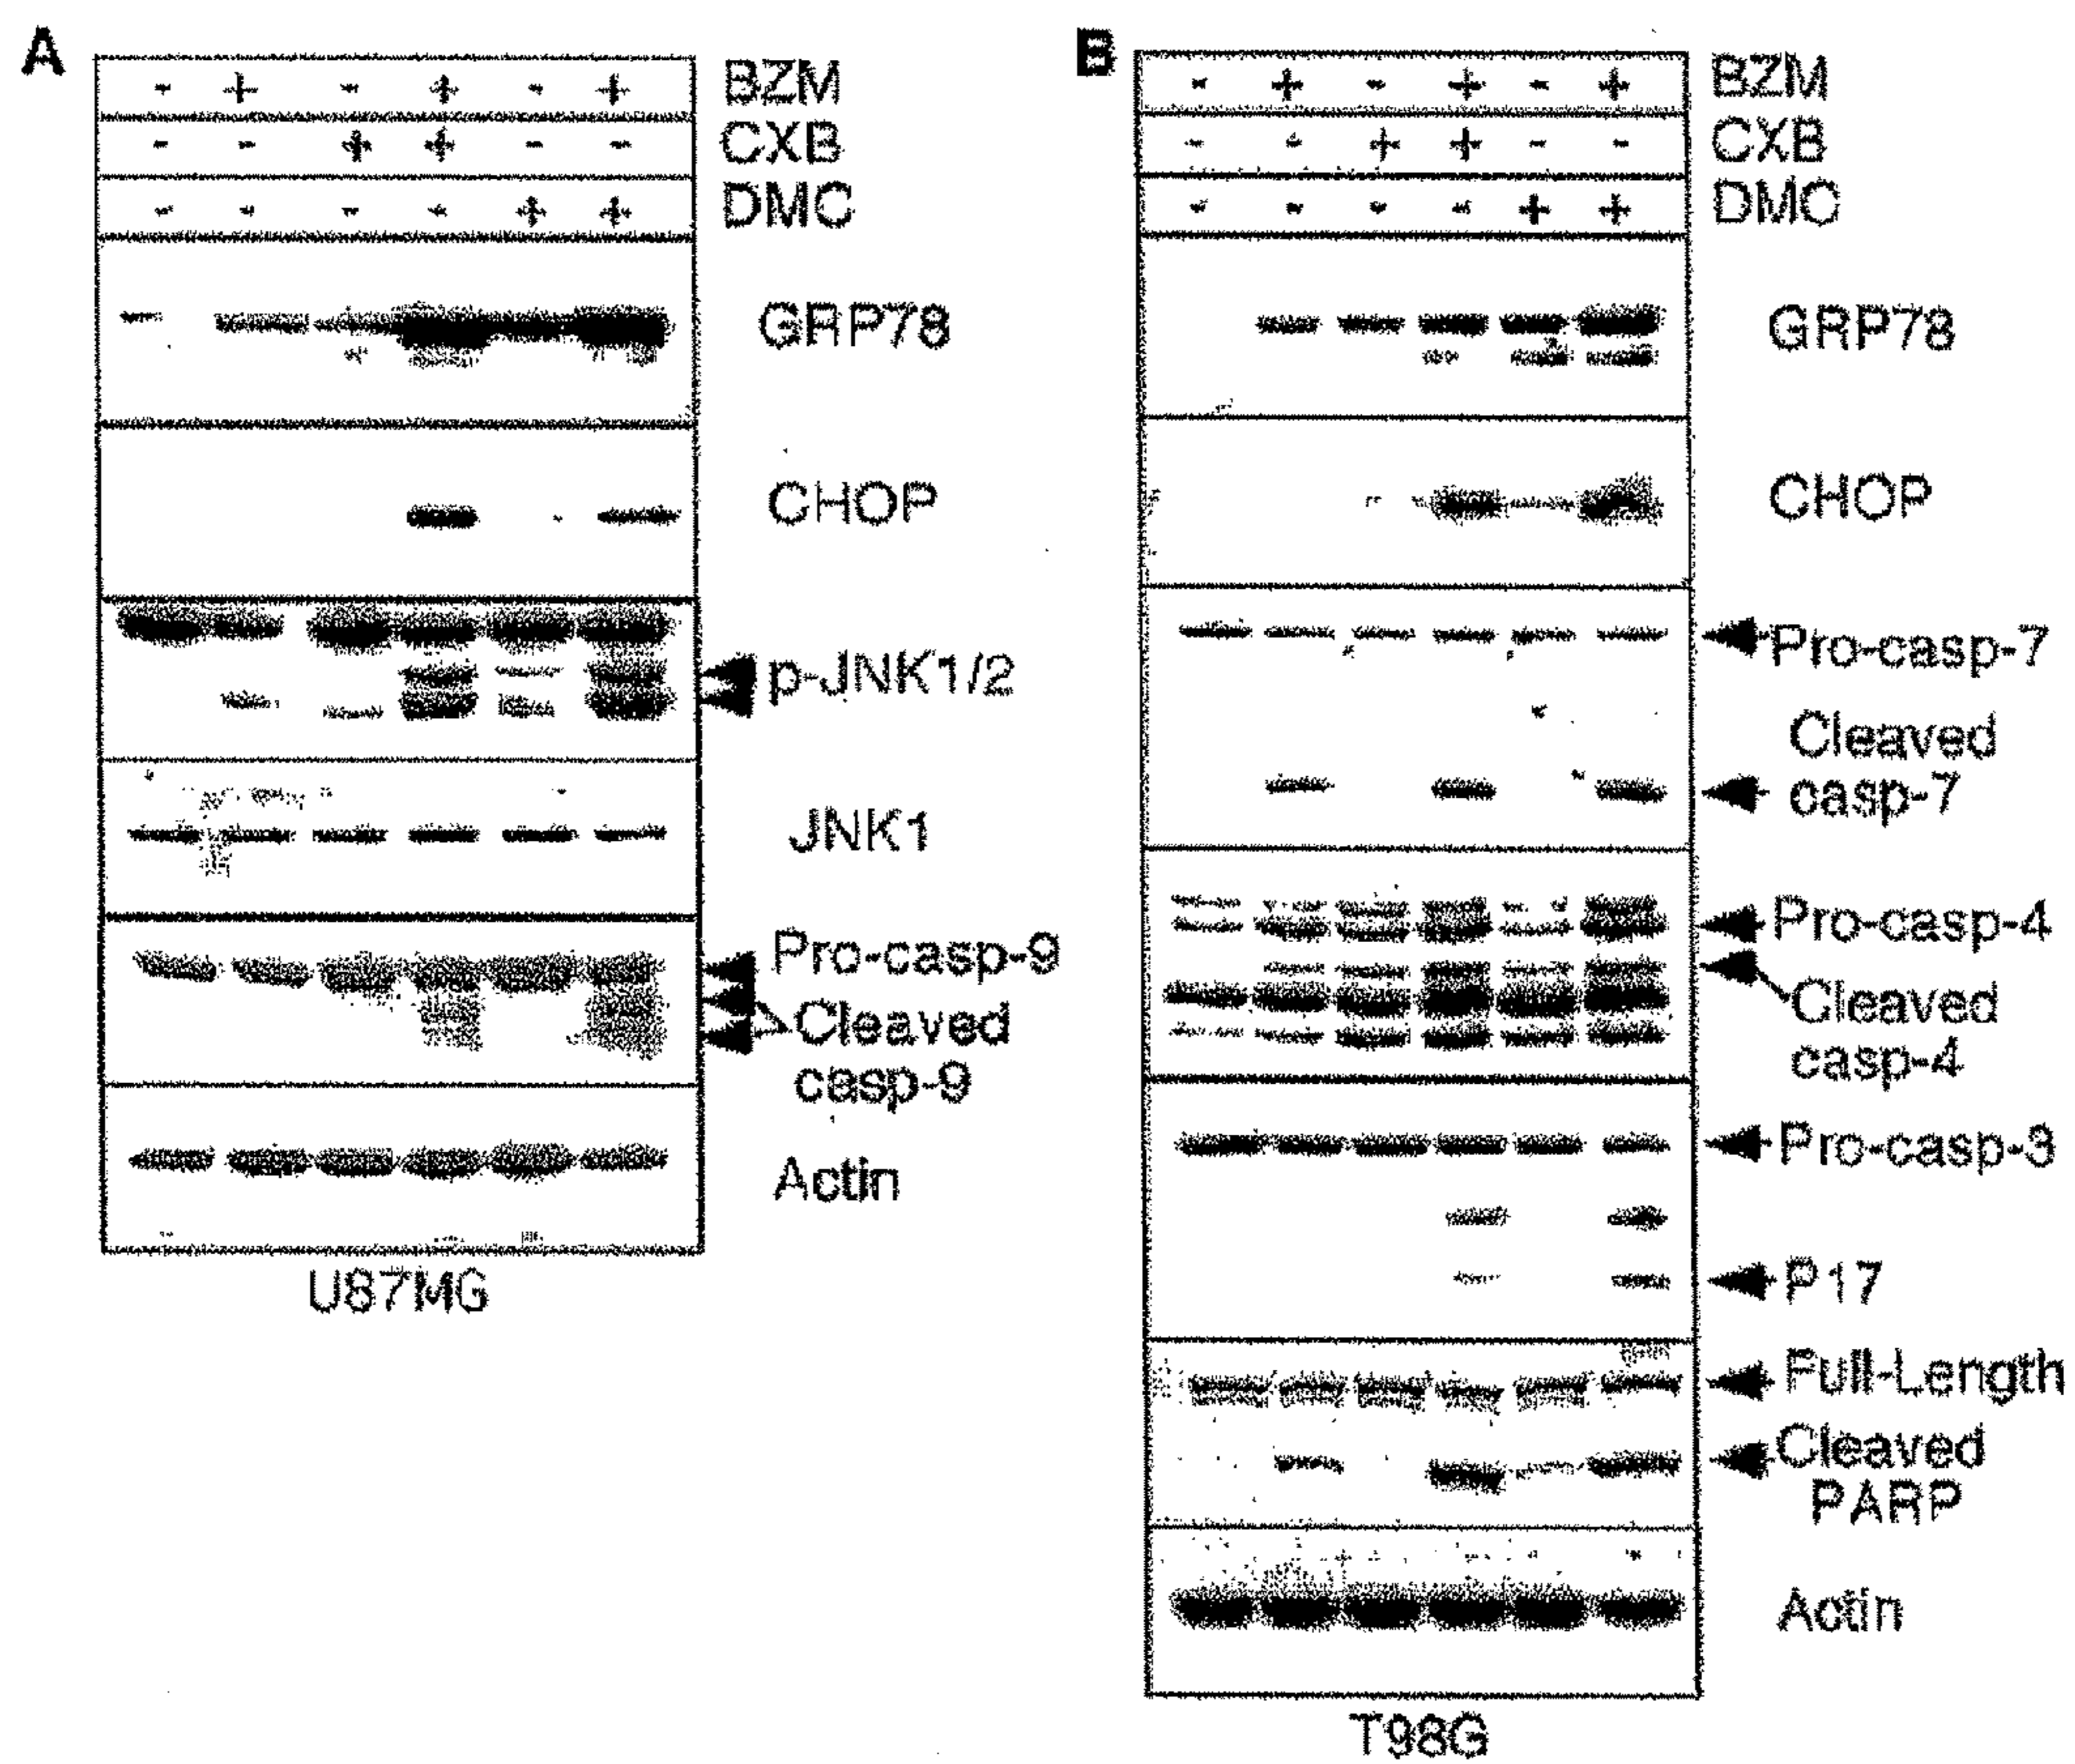 A
- + - + - + BZM
- - + + - - CXB
- - - - + + DMC
GRP78
CHOP
p-JNK1/2
JNK1
Pro-casp-9
Cleaved
casp-9
Actin
U87MG
B
- + - + - + BZM
- - + + - - CXB
- - - - + + DMC
GRP78
CHOP
Pro-casp-7
Cleaved
casp-7
Pro-casp-4
Cleaved
casp-4
Pro-casp-3
P17
Full-Length
Cleaved
PARP
Actin
T98G